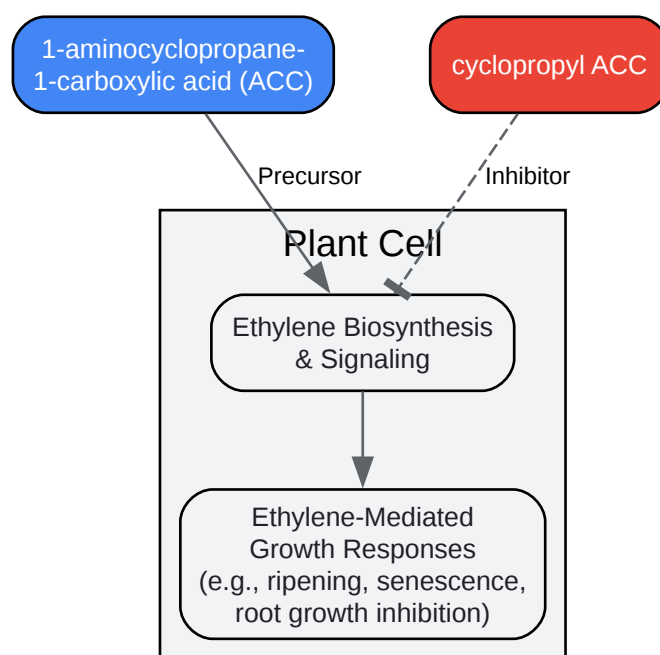 1-aminocyclopropane-
1-carboxylic acid (ACC)
cyclopropyl ACC
Precursor
Inhibitor
Plant Cell
Ethylene Biosynthesis
& Signaling
Ethylene-Mediated
Growth Responses
(e.g., ripening, senescence,
root growth inhibition)